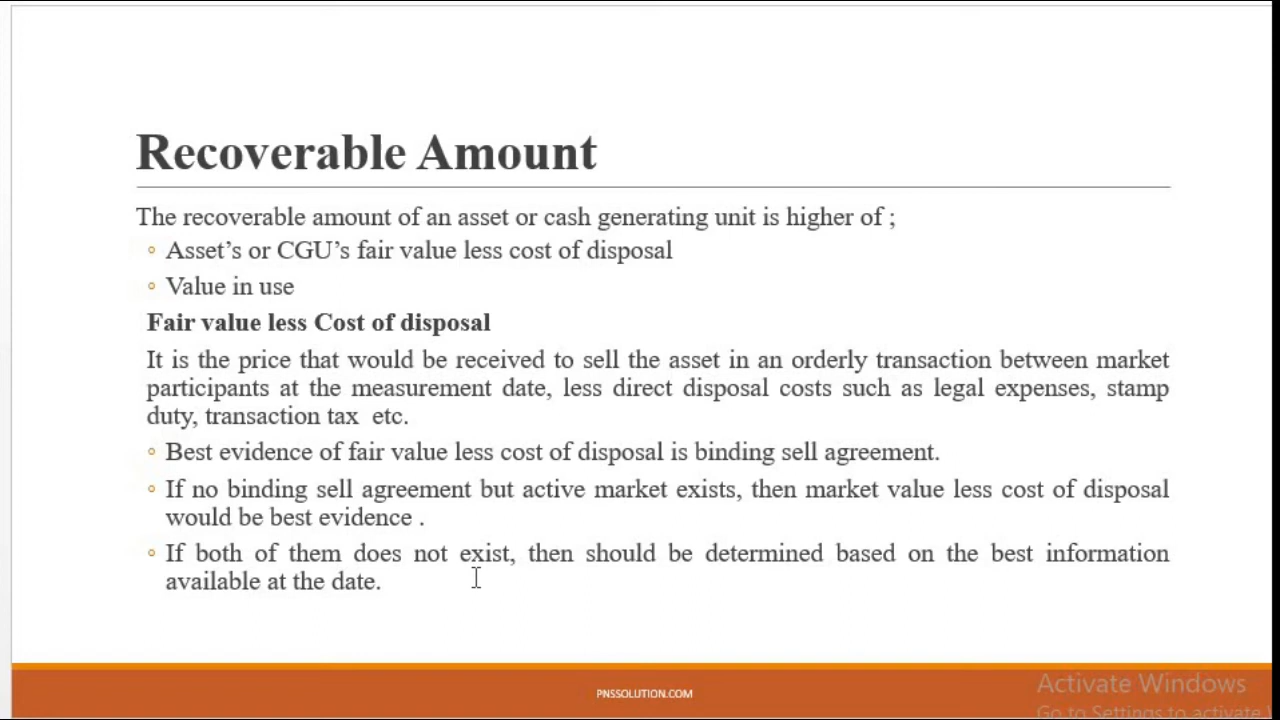 Recoverable Amount
The recoverable amount of an asset or cash generating unit is higher of ;
◦ Asset’s or CGU’s fair value less cost of disposal
◦ Value in use
Fair value less Cost of disposal
It is the price that would be received to sell the asset in an orderly transaction between market
participants at the measurement date, less direct disposal costs such as legal expenses, stamp
duty, transaction tax  etc.
◦ Best evidence of fair value less cost of disposal is binding sell agreement.
◦ If no binding sell agreement but active market exists, then market value less cost of disposal
would be best evidence .
◦ If both of them does not exist, then should be determined based on the best information
available at the date.
PNSSOLUTION.COM
Activate Windows
Go to Settings to activate